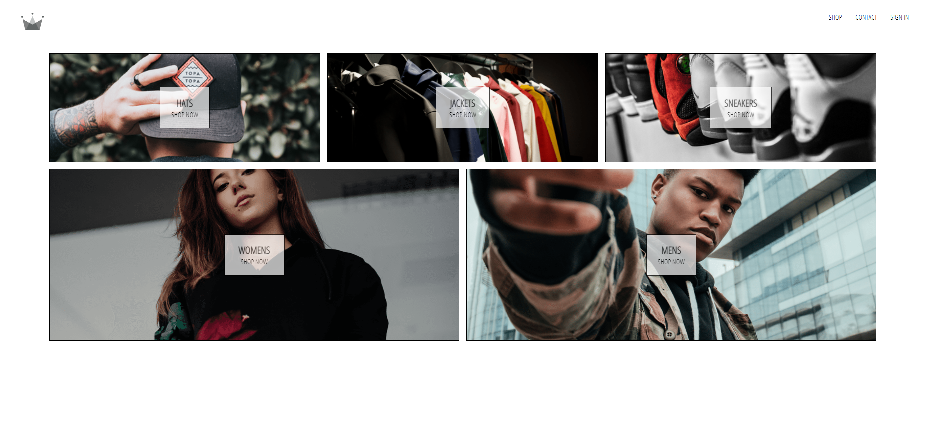 SHOP CONTACT SIGN IN
TOPA
TOPA
HATS
SHOP NOW
JACKETS
SHOP NOW
SNEAKERS
SHOP NOW
WOMENS
SHOP NOW
MENS
SHOP NOW